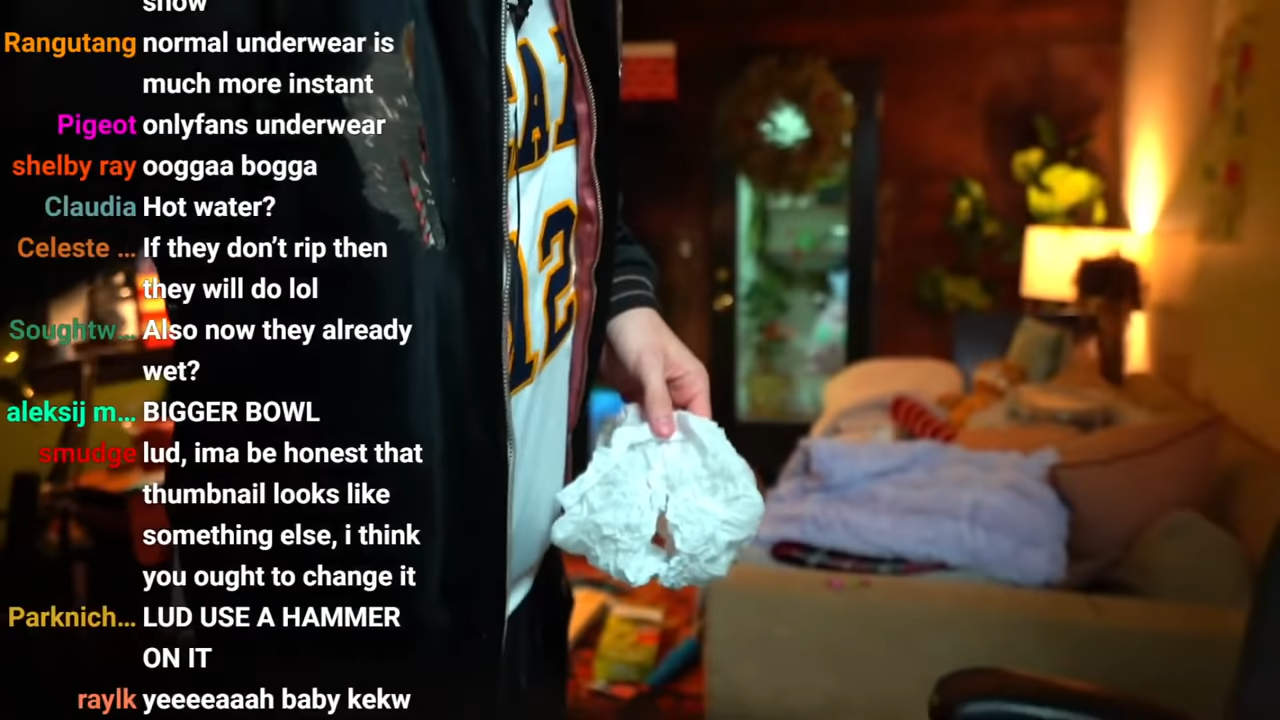 show
Rangutang normal underwear is
much more instant
Pigeot onlyfans underwear
shelby ray ooggaa bogga
Claudia Hot water?
Celeste … If they don’t rip then
they will do lol
Soughtw… Also now they already
wet?
aleksij m… BIGGER BOWL
smudge lud, ima be honest that
thumbnail looks like
something else, i think
you ought to change it
Parknich… LUD USE A HAMMER
ON IT
raylk yeeeeaaah baby kekw
12